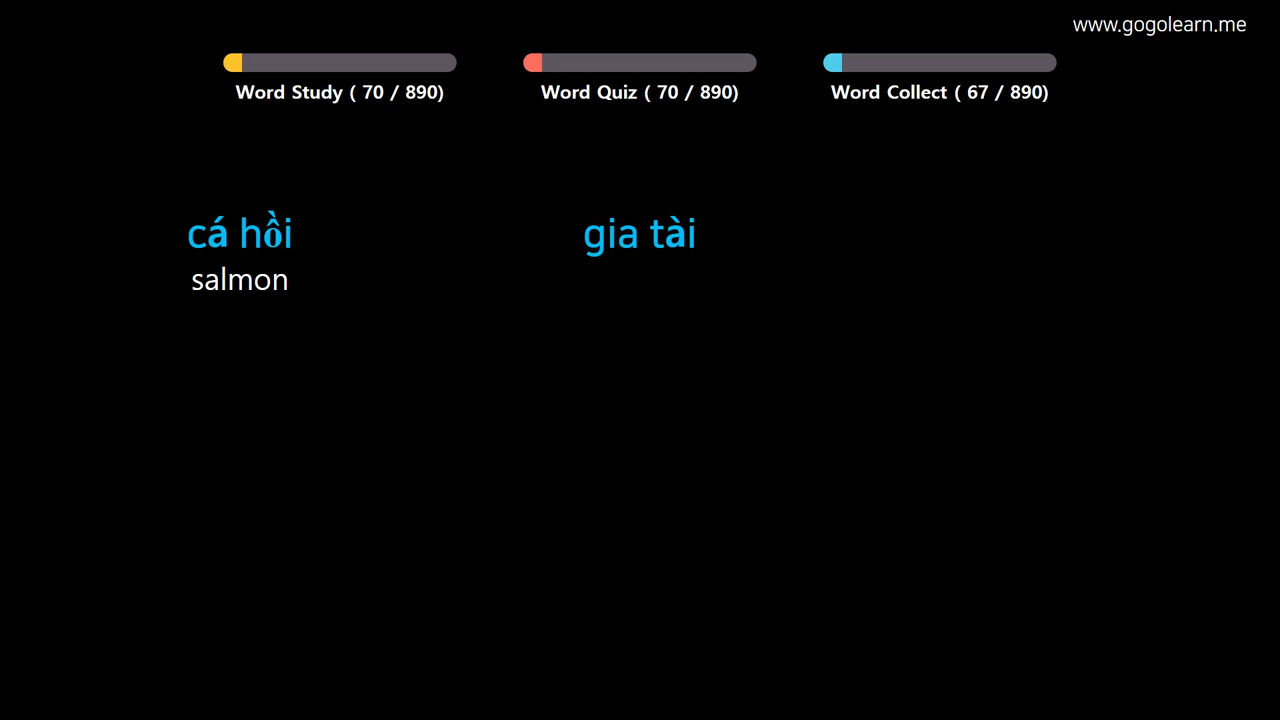 www.gogolearn.me
Word Study ( 70 / 890)
Word Quiz ( 70 / 890)
Word Collect ( 67 / 890)
cá hồi
salmon
gia tài